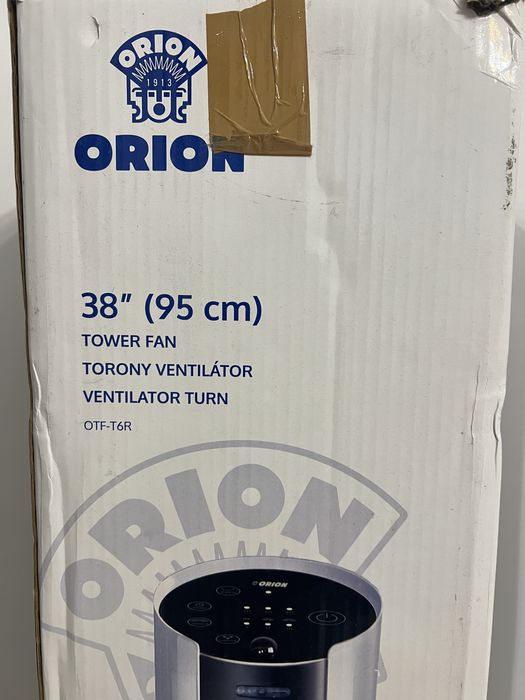 ORION
1913
ORION
38" (95 cm)
TOWER FAN
TORONY VENTILÁTOR
VENTILATOR TURN
OTF-T6R
ORION
ORION